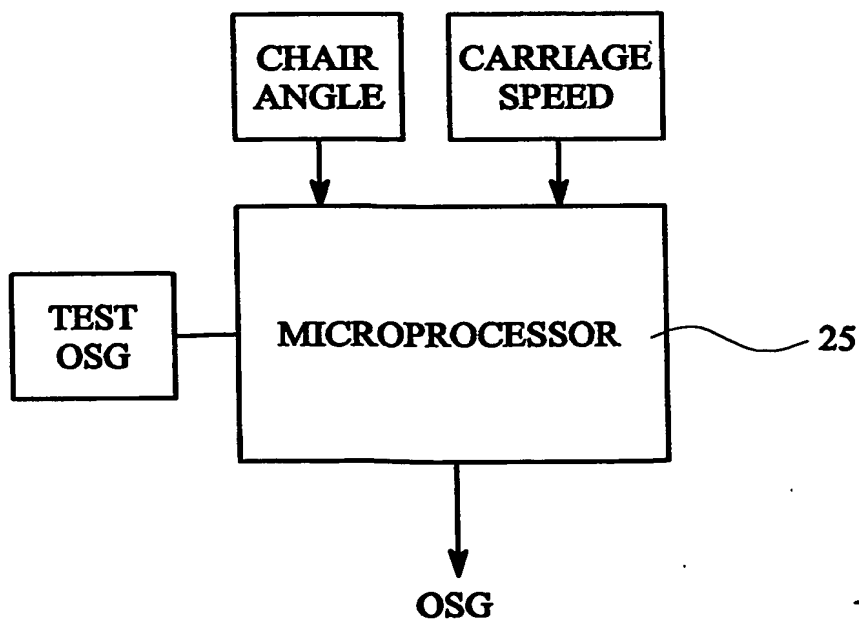 CHAIR
ANGLE
CARRIAGE
SPEED
TEST
OSG
MICROPROCESSOR
25
OSG